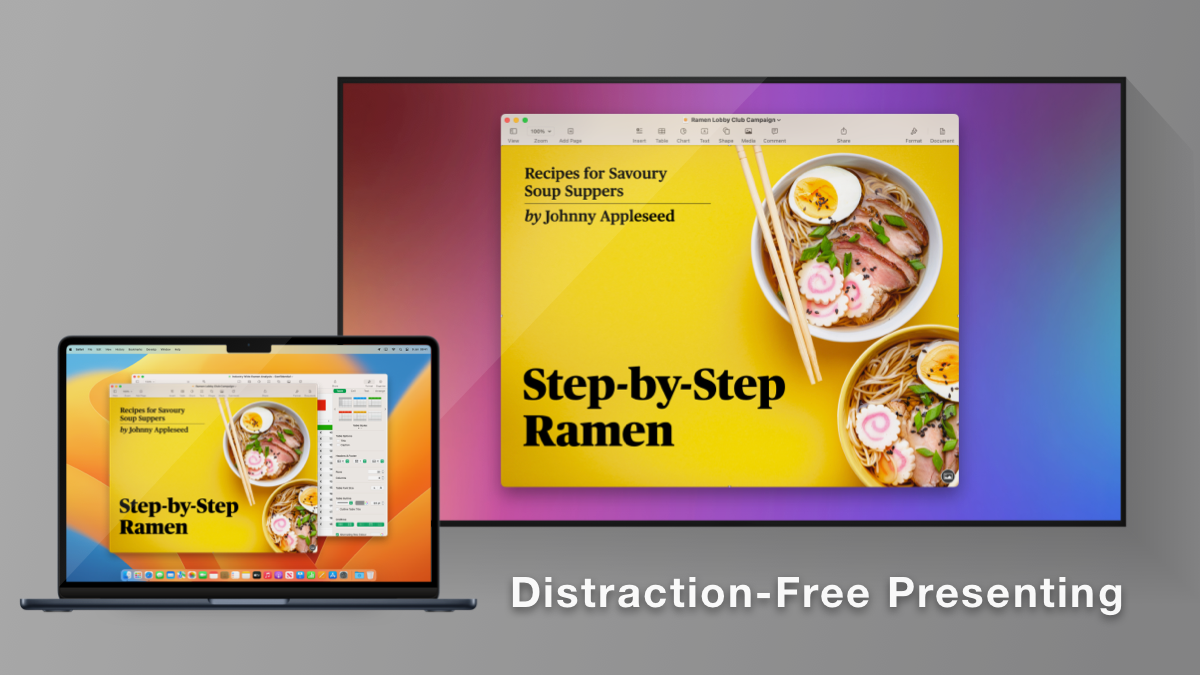 Ramen Lobby Club Campaign
100%
View Zoom Add Page Insert Table Chart Text Shape Media Comment Share Format Document
Recipes for Savoury
Soup Suppers
by Johnny Appleseed
Step-by-Step
Ramen
Recipes for Savoury
Soup Suppers
by Johnny Appleseed
Step-by-Step
Ramen
Distraction-Free Presenting